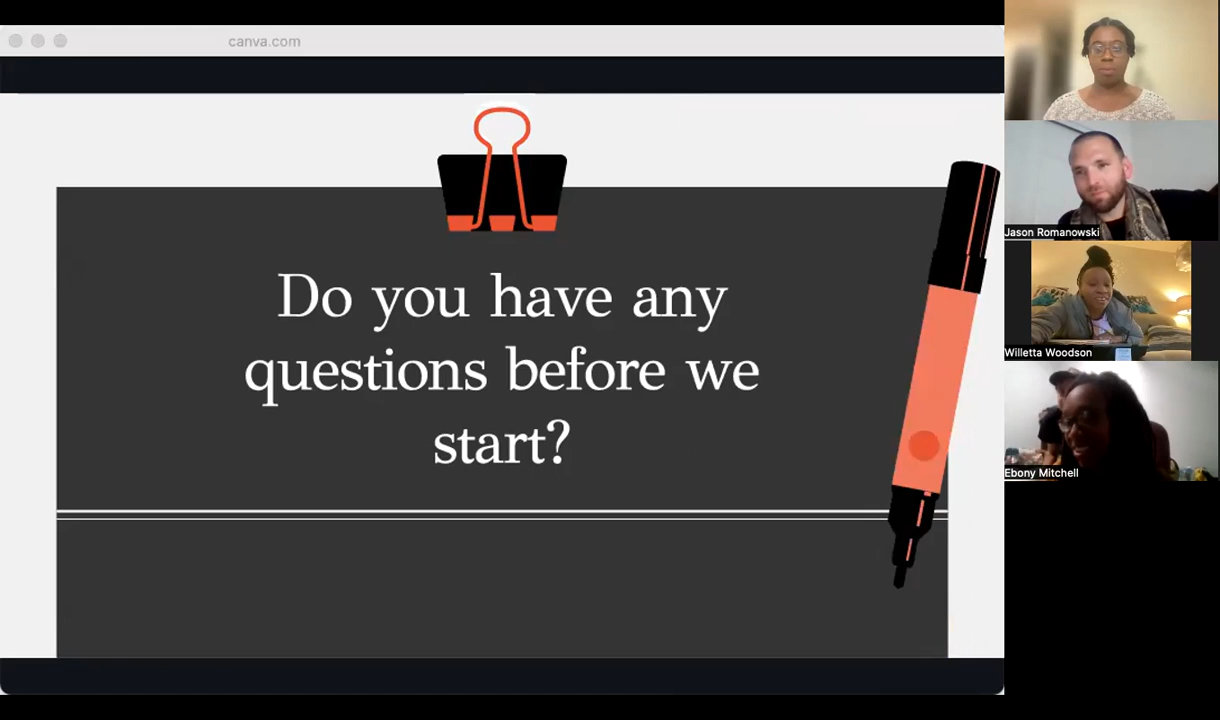 canva.com
Do you have any
questions before we
start?
Jason Romanowski
Willetta Woodson
Ebony Mitchell